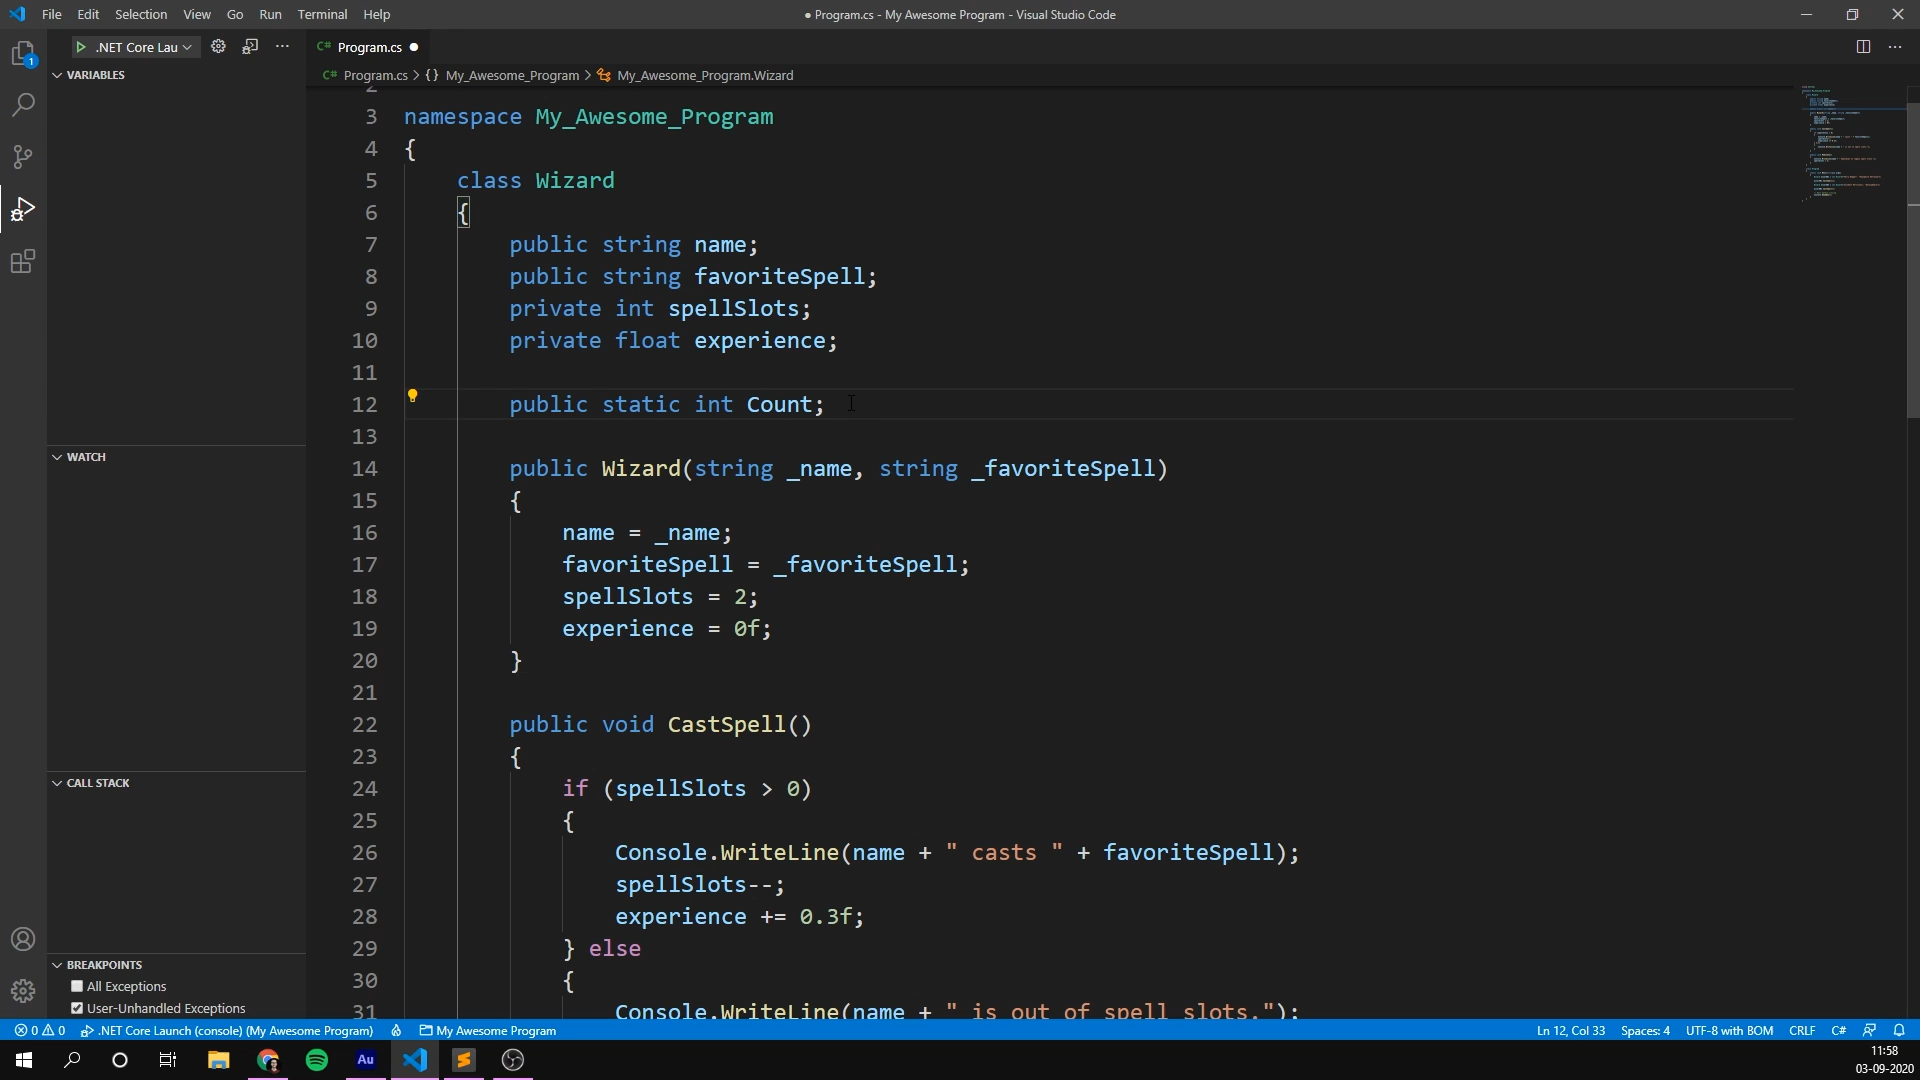 File Edit Selection View Go Run Terminal Help
● Program.cs - My Awesome Program - Visual Studio Code
.NET Core Lau
C# Program.cs ●
VARIABLES
C# Program.cs > {} My_Awesome_Program > My_Awesome_Program.Wizard
1
2
3 namespace My_Awesome_Program
4 {
5 class Wizard
6 {
7 public string name;
8 public string favoriteSpell;
9 private int spellSlots;
10 private float experience;
11
12 public static int Count;
13
14 public Wizard(string _name, string _favoriteSpell)
15 {
16 name = _name;
17 favoriteSpell = _favoriteSpell;
18 spellSlots = 2;
19 experience = 0f;
20 }
21
22 public void CastSpell()
23 {
24 if (spellSlots > 0)
25 {
26 Console.WriteLine(name + " casts " + favoriteSpell);
27 spellSlots--;
28 experience += 0.3f;
29 } else
30 {
31 Console.WriteLine(name + " is out of spell slots.");
WATCH
CALL STACK
BREAKPOINTS
All Exceptions
User-Unhandled Exceptions
0 0 .NET Core Launch (console) (My Awesome Program) My Awesome Program
Ln 12, Col 33 Spaces: 4 UTF-8 with BOM CRLF C#
Au
11:58
03-09-2020